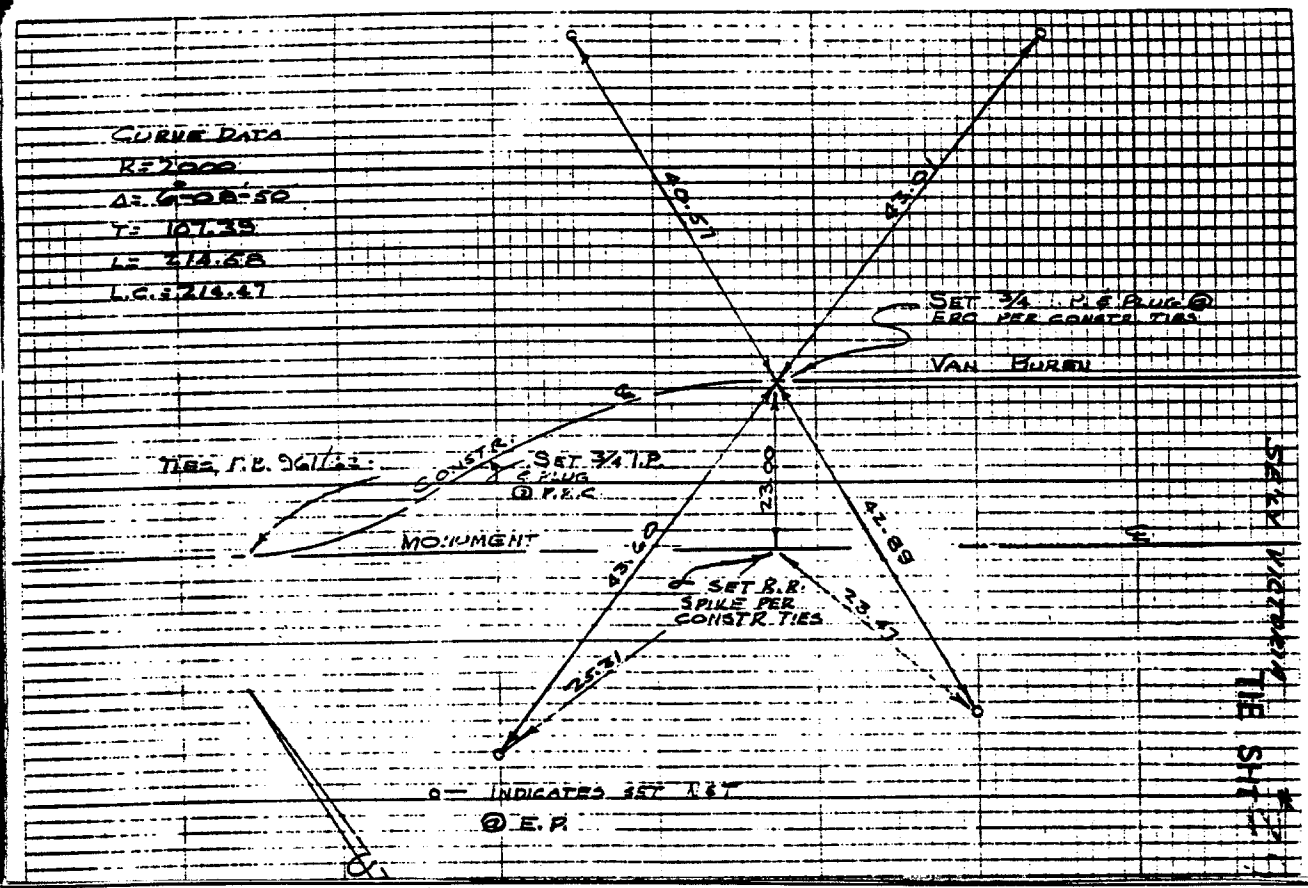 CURVE DATA
R=2000
Δ= 6°-08'-50
T= 107.39
L= 214.68
L.C.= 214.47
40.57
43.01
SET 3/4 I.P. & PLUG @
ERC PER CONSTR TIES
VAN BUREN
CONSTR.
SET 3/4 I.P.
& PLUG
@ P.R.C
MONUMENT
23.00
43.60
42.89
SET R.R.
SPIKE PER
CONSTR TIES
23.47
25.31
INDICATES SET N & T
@ E.P.
TIE SHT